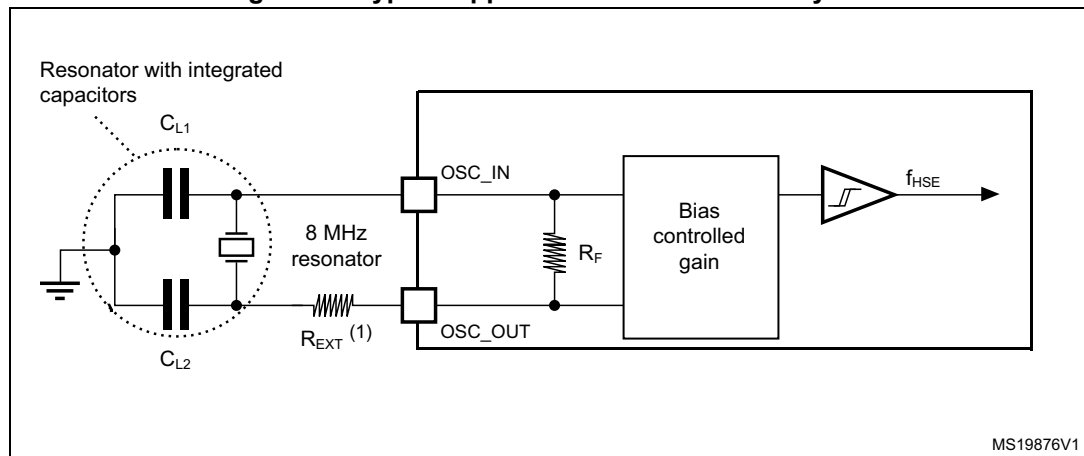 Resonator with integrated
capacitors
CL1
OSC_IN
fHSE
8 MHz
resonator
RF
Bias
controlled
gain
REXT (1)
OSC_OUT
CL2
MS19876V1